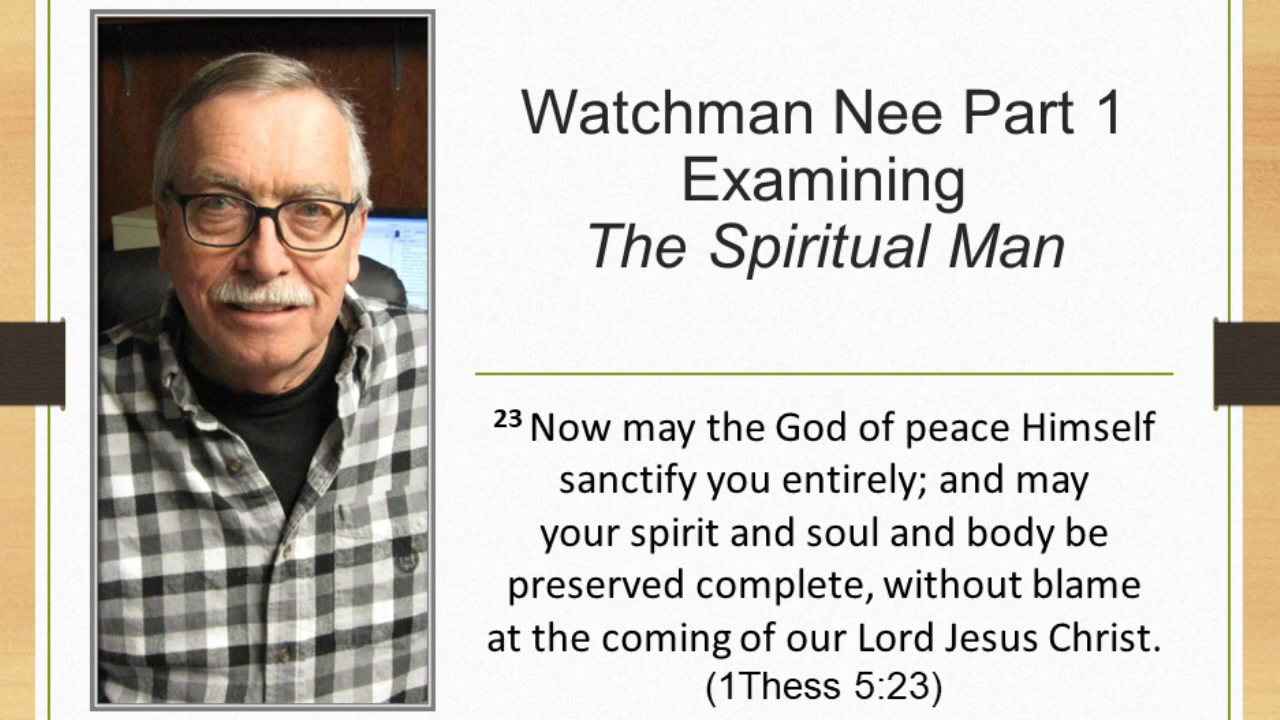 Watchman Nee Part 1
Examining
The Spiritual Man
23 Now may the God of peace Himself
sanctify you entirely; and may
your spirit and soul and body be
preserved complete, without blame
at the coming of our Lord Jesus Christ.
(1Thess 5:23)